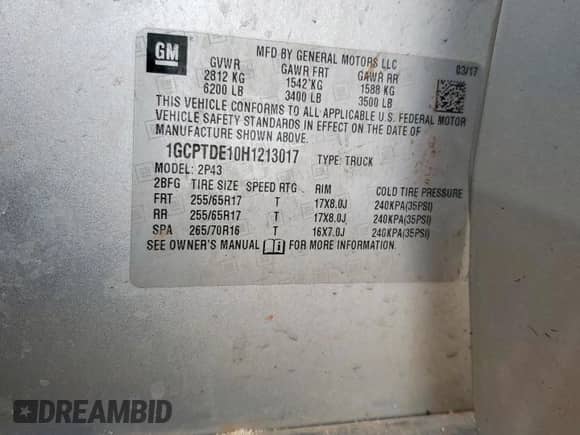 GM
MFD BY GENERAL MOTORS LLC
03/17
GVWR GAWR FRT GAWR RR
2812 KG 1542 KG 1588 KG
6200 LB 3400 LB 3500 LB
THIS VEHICLE CONFORMS TO ALL APPLICABLE U.S. FEDERAL MOTOR
VEHICLE SAFETY STANDARDS IN EFFECT ON THE DATE OF
MANUFACTURE SHOWN ABOVE.
1GCPTDE10H1213017 TYPE: TRUCK
MODEL: 2P43
2BFG TIRE SIZE SPEED RTG RIM COLD TIRE PRESSURE
FRT 255/65R17 T 17X8.0J 240KPA(35PSI)
RR 255/65R17 T 17X8.0J 240KPA(35PSI)
SPA 265/70R16 T 16X7.0J 240KPA(35PSI)
SEE OWNER'S MANUAL i FOR MORE INFORMATION.
DREAMBID